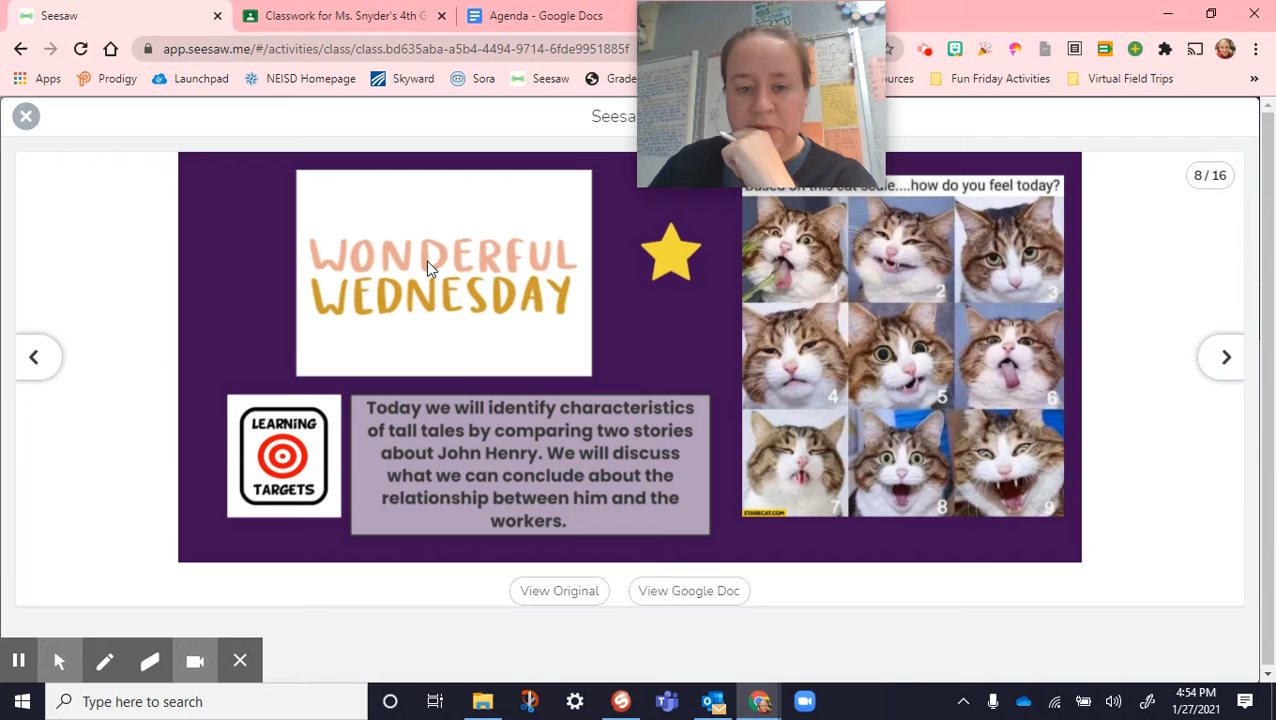 Seesaw
Classwork for Ms. Snyder's 4th G
Agenda - Google Docs
app.seesaw.me/#/activities/class/class.bd635aba-a5b4-4494-9714-6fde9951885f
Apps
Prodig
Launchpad
NEISD Homepage
Skyward
Sora
Seesaw
Grade
ources
Fun Friday Activities
Virtual Field Trips
8 / 16
Based on this cat scale....how do you feel today?
WONDERFUL
WEDNESDAY
1 2 3
4 5 6
7 8 9
STARECAT.COM
LEARNING
TARGETS
Today we will identify characteristics
of tall tales by comparing two stories
about John Henry. We will discuss
what we can conclude about the
relationship between him and the
workers.
View Original
View Google Doc
Type here to search
4:54 PM
1/27/2021